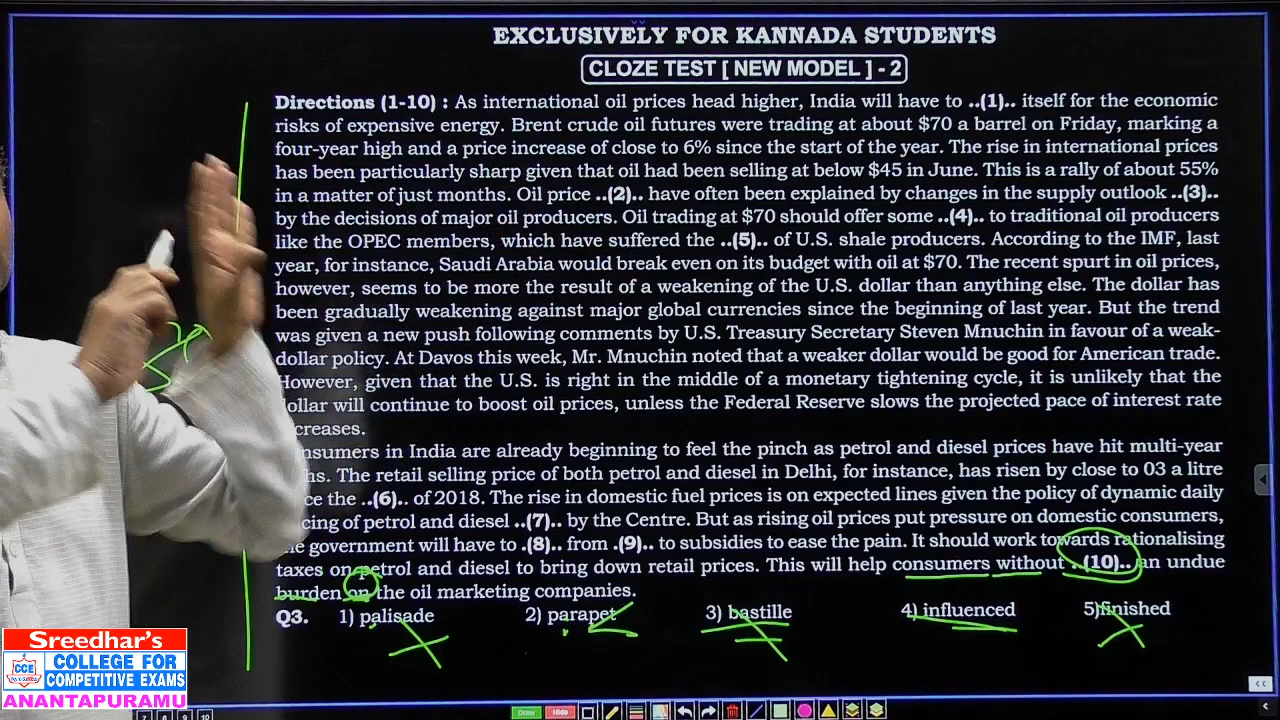 EXCLUSIVELY FOR KANNADA STUDENTS
CLOZE TEST [ NEW MODEL ] - 2
Directions (1-10) : As international oil prices head higher, India will have to ..(1).. itself for the economic
risks of expensive energy. Brent crude oil futures were trading at about $70 a barrel on Friday, marking a
four-year high and a price increase of close to 6% since the start of the year. The rise in international prices
has been particularly sharp given that oil had been selling at below $45 in June. This is a rally of about 55%
in a matter of just months. Oil price ..(2).. have often been explained by changes in the supply outlook ..(3)..
by the decisions of major oil producers. Oil trading at $70 should offer some ..(4).. to traditional oil producers
like the OPEC members, which have suffered the ..(5).. of U.S. shale producers. According to the IMF, last
year, for instance, Saudi Arabia would break even on its budget with oil at $70. The recent spurt in oil prices,
however, seems to be more the result of a weakening of the U.S. dollar than anything else. The dollar has
been gradually weakening against major global currencies since the beginning of last year. But the trend
was given a new push following comments by U.S. Treasury Secretary Steven Mnuchin in favour of a weak-
dollar policy. At Davos this week, Mr. Mnuchin noted that a weaker dollar would be good for American trade.
However, given that the U.S. is right in the middle of a monetary tightening cycle, it is unlikely that the
ollar will continue to boost oil prices, unless the Federal Reserve slows the projected pace of interest rate
creases.
nsumers in India are already beginning to feel the pinch as petrol and diesel prices have hit multi-year
hs. The retail selling price of both petrol and diesel in Delhi, for instance, has risen by close to 03 a litre
ce the ..(6).. of 2018. The rise in domestic fuel prices is on expected lines given the policy of dynamic daily
cing of petrol and diesel ..(7).. by the Centre. But as rising oil prices put pressure on domestic consumers,
e government will have to .(8).. from .(9).. to subsidies to ease the pain. It should work towards rationalising
taxes on petrol and diesel to bring down retail prices. This will help consumers without .(10).. an undue
burden on the oil marketing companies.
Q3. 1) palisade 2) parapet 3) bastille 4) influenced 5)finished
Sreedhar's
CCE
COLLEGE FOR
COMPETITIVE EXAMS
ANANTAPURAMU
7 8 9 10
Draw Hide